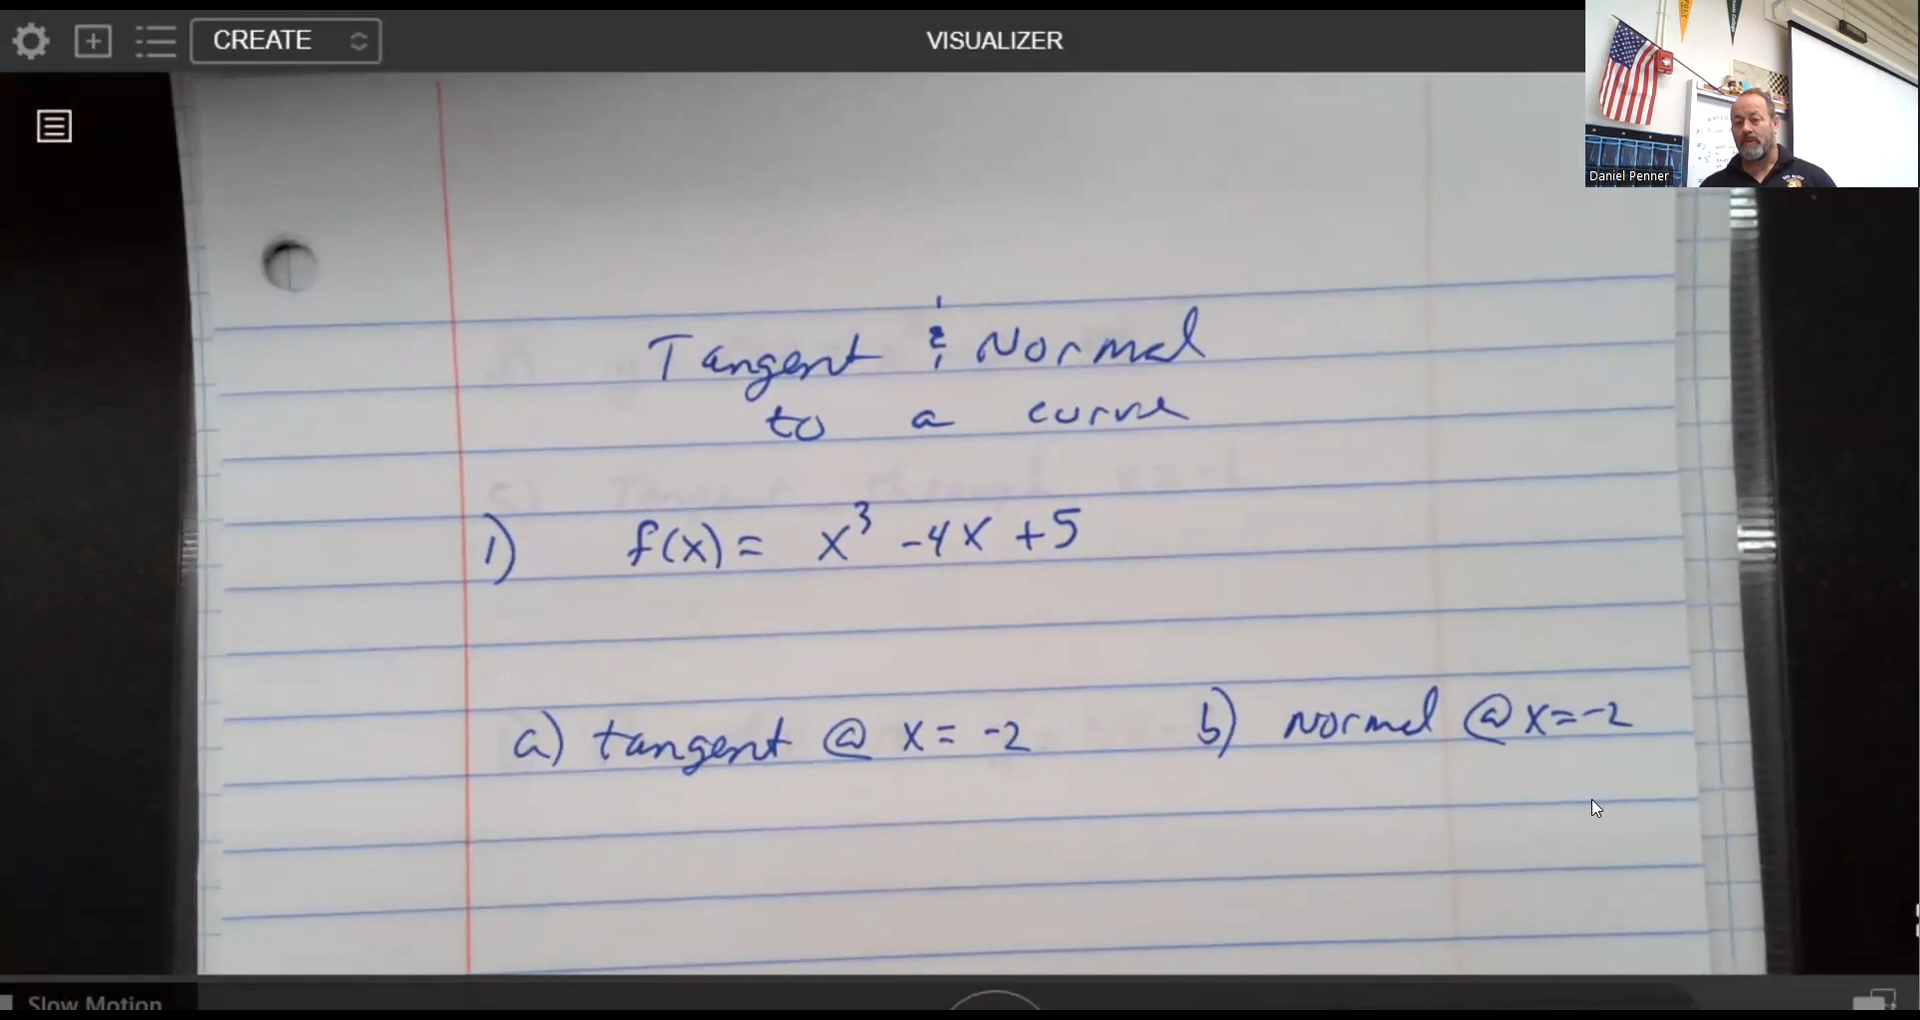 CREATE
VISUALIZER
Daniel Penner
Tangent & Normal
to a curve
1) f(x) = x³ -4x +5
a) tangent @ x = -2
b) Normal @ x=-2
Slow Motion